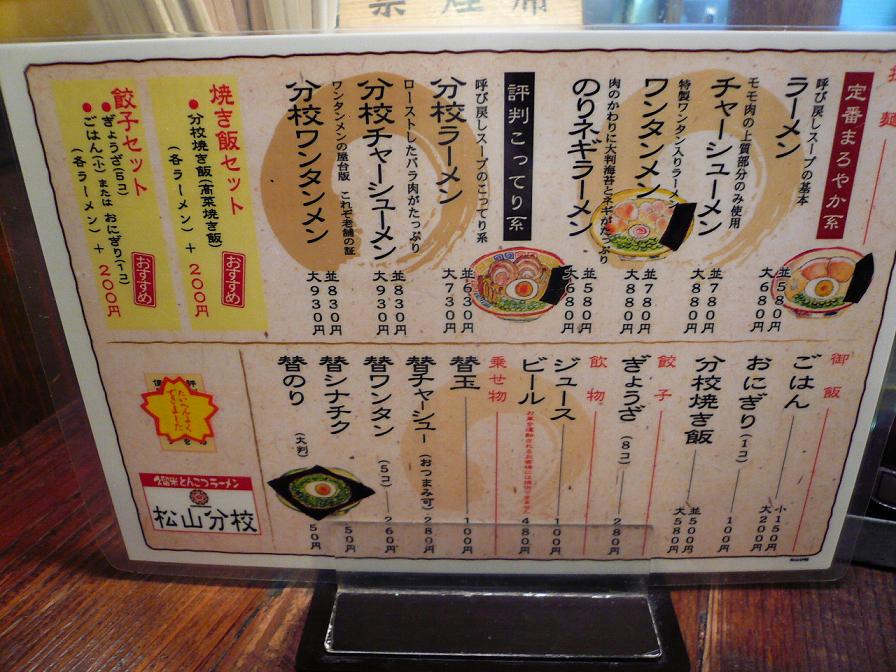 禁煙席
定番まろやか系
呼び戻しスープの基本
ラーメン
並580円
大680円
モモ肉の上質部分のみ使用
チャーシューメン
並780円
大880円
特製ワンタン入りラーメン
ワンタンメン
並780円
大880円
肉のかわりに大判海苔とネギがたっぷり
のりネギラーメン
並580円
大680円
評判こってり系
呼び戻しスープのこってり系
分校ラーメン
並630円
大730円
ローストしたバラ肉がたっぷり
分校チャーシューメン
並830円
大930円
ワンタンメンの屋台版 これぞ老舗の証
分校ワンタンメン
並830円
大930円
焼き飯セット
●分校焼き飯(高菜焼き飯)
(各ラーメン)+200円
おすすめ
餃子セット
●ぎょうざ(5コ)
●ごはん(小)または おにぎり(1コ)
(各ラーメン)+200円
おすすめ
御飯
ごはん
小150円
大200円
おにぎり(1コ) 100円
分校焼き飯
並500円
大580円
餃子
ぎょうざ(8コ) 280円
飲物
ジュース 100円
ビール 480円
乗せ物
替玉 100円
替チャーシュー(おつまみ可) 280円
替ワンタン(5コ) 260円
替シナチク 50円
替のり(大判) 50円
たいへんよくできました
久留米とんこつラーメン
松山分校